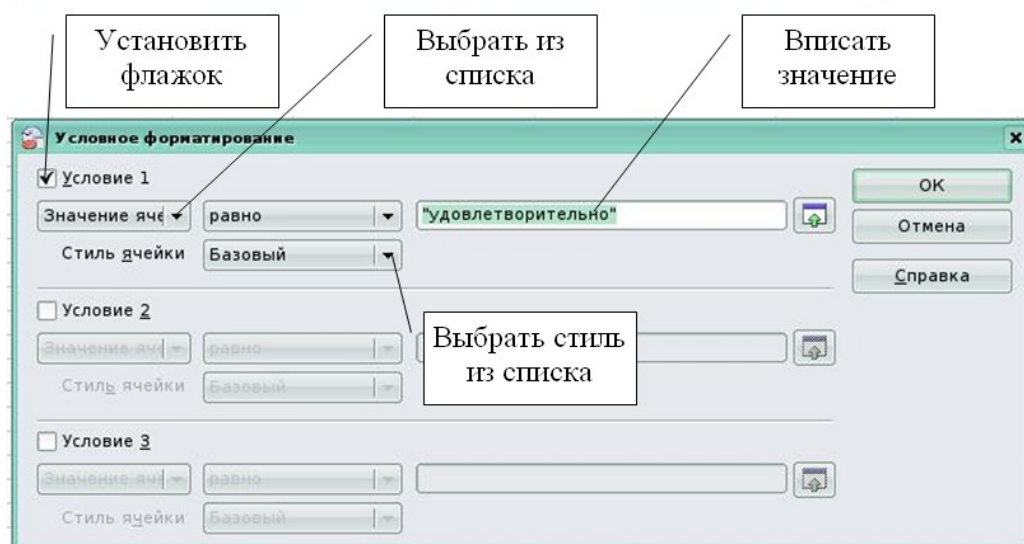 Установить
флажок
Выбрать из
списка
Вписать
значение
Условное форматирование
Условие 1
OK
Значение яче
равно
"удовлетворительно"
Отмена
Стиль ячейки
Базовый
Справка
Условие 2
Значение яче
равно
Выбрать стиль
из списка
Стиль ячейки
Базовый
Условие 3
Значение яче
равно
Стиль ячейки
Базовый